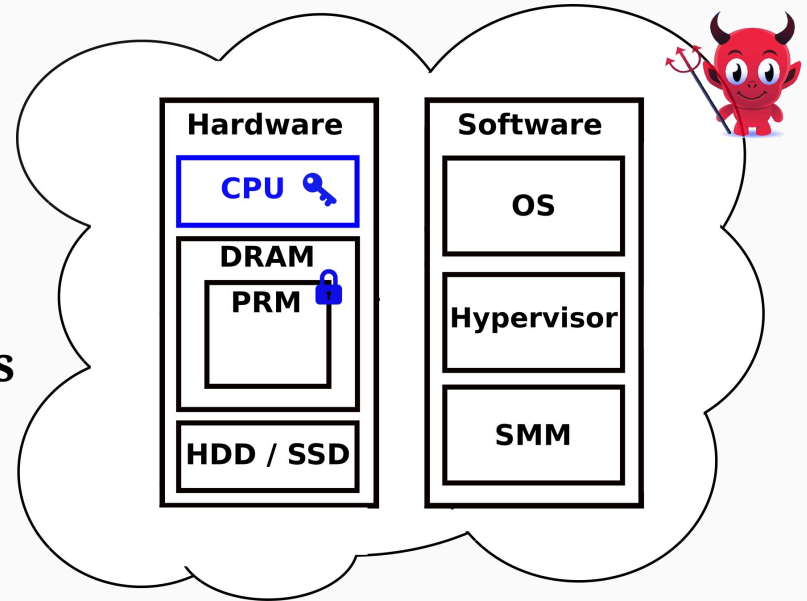 Hardware
CPU
DRAM
PRM
HDD / SSD
Software
OS
Hypervisor
SMM
s